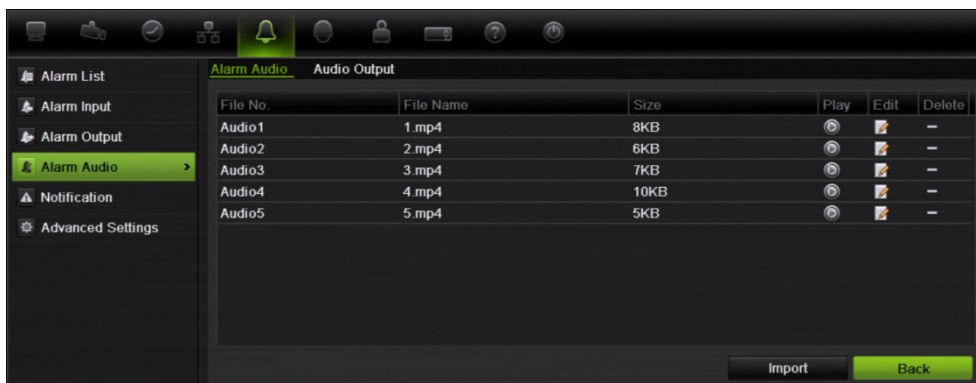 Alarm List
Alarm Input
Alarm Output
Alarm Audio >
Notification
Advanced Settings
Alarm Audio Audio Output
File No. File Name Size Play Edit Delete
Audio1 1.mp4 8KB –
Audio2 2.mp4 6KB –
Audio3 3.mp4 7KB –
Audio4 4.mp4 10KB –
Audio5 5.mp4 5KB –
Import Back